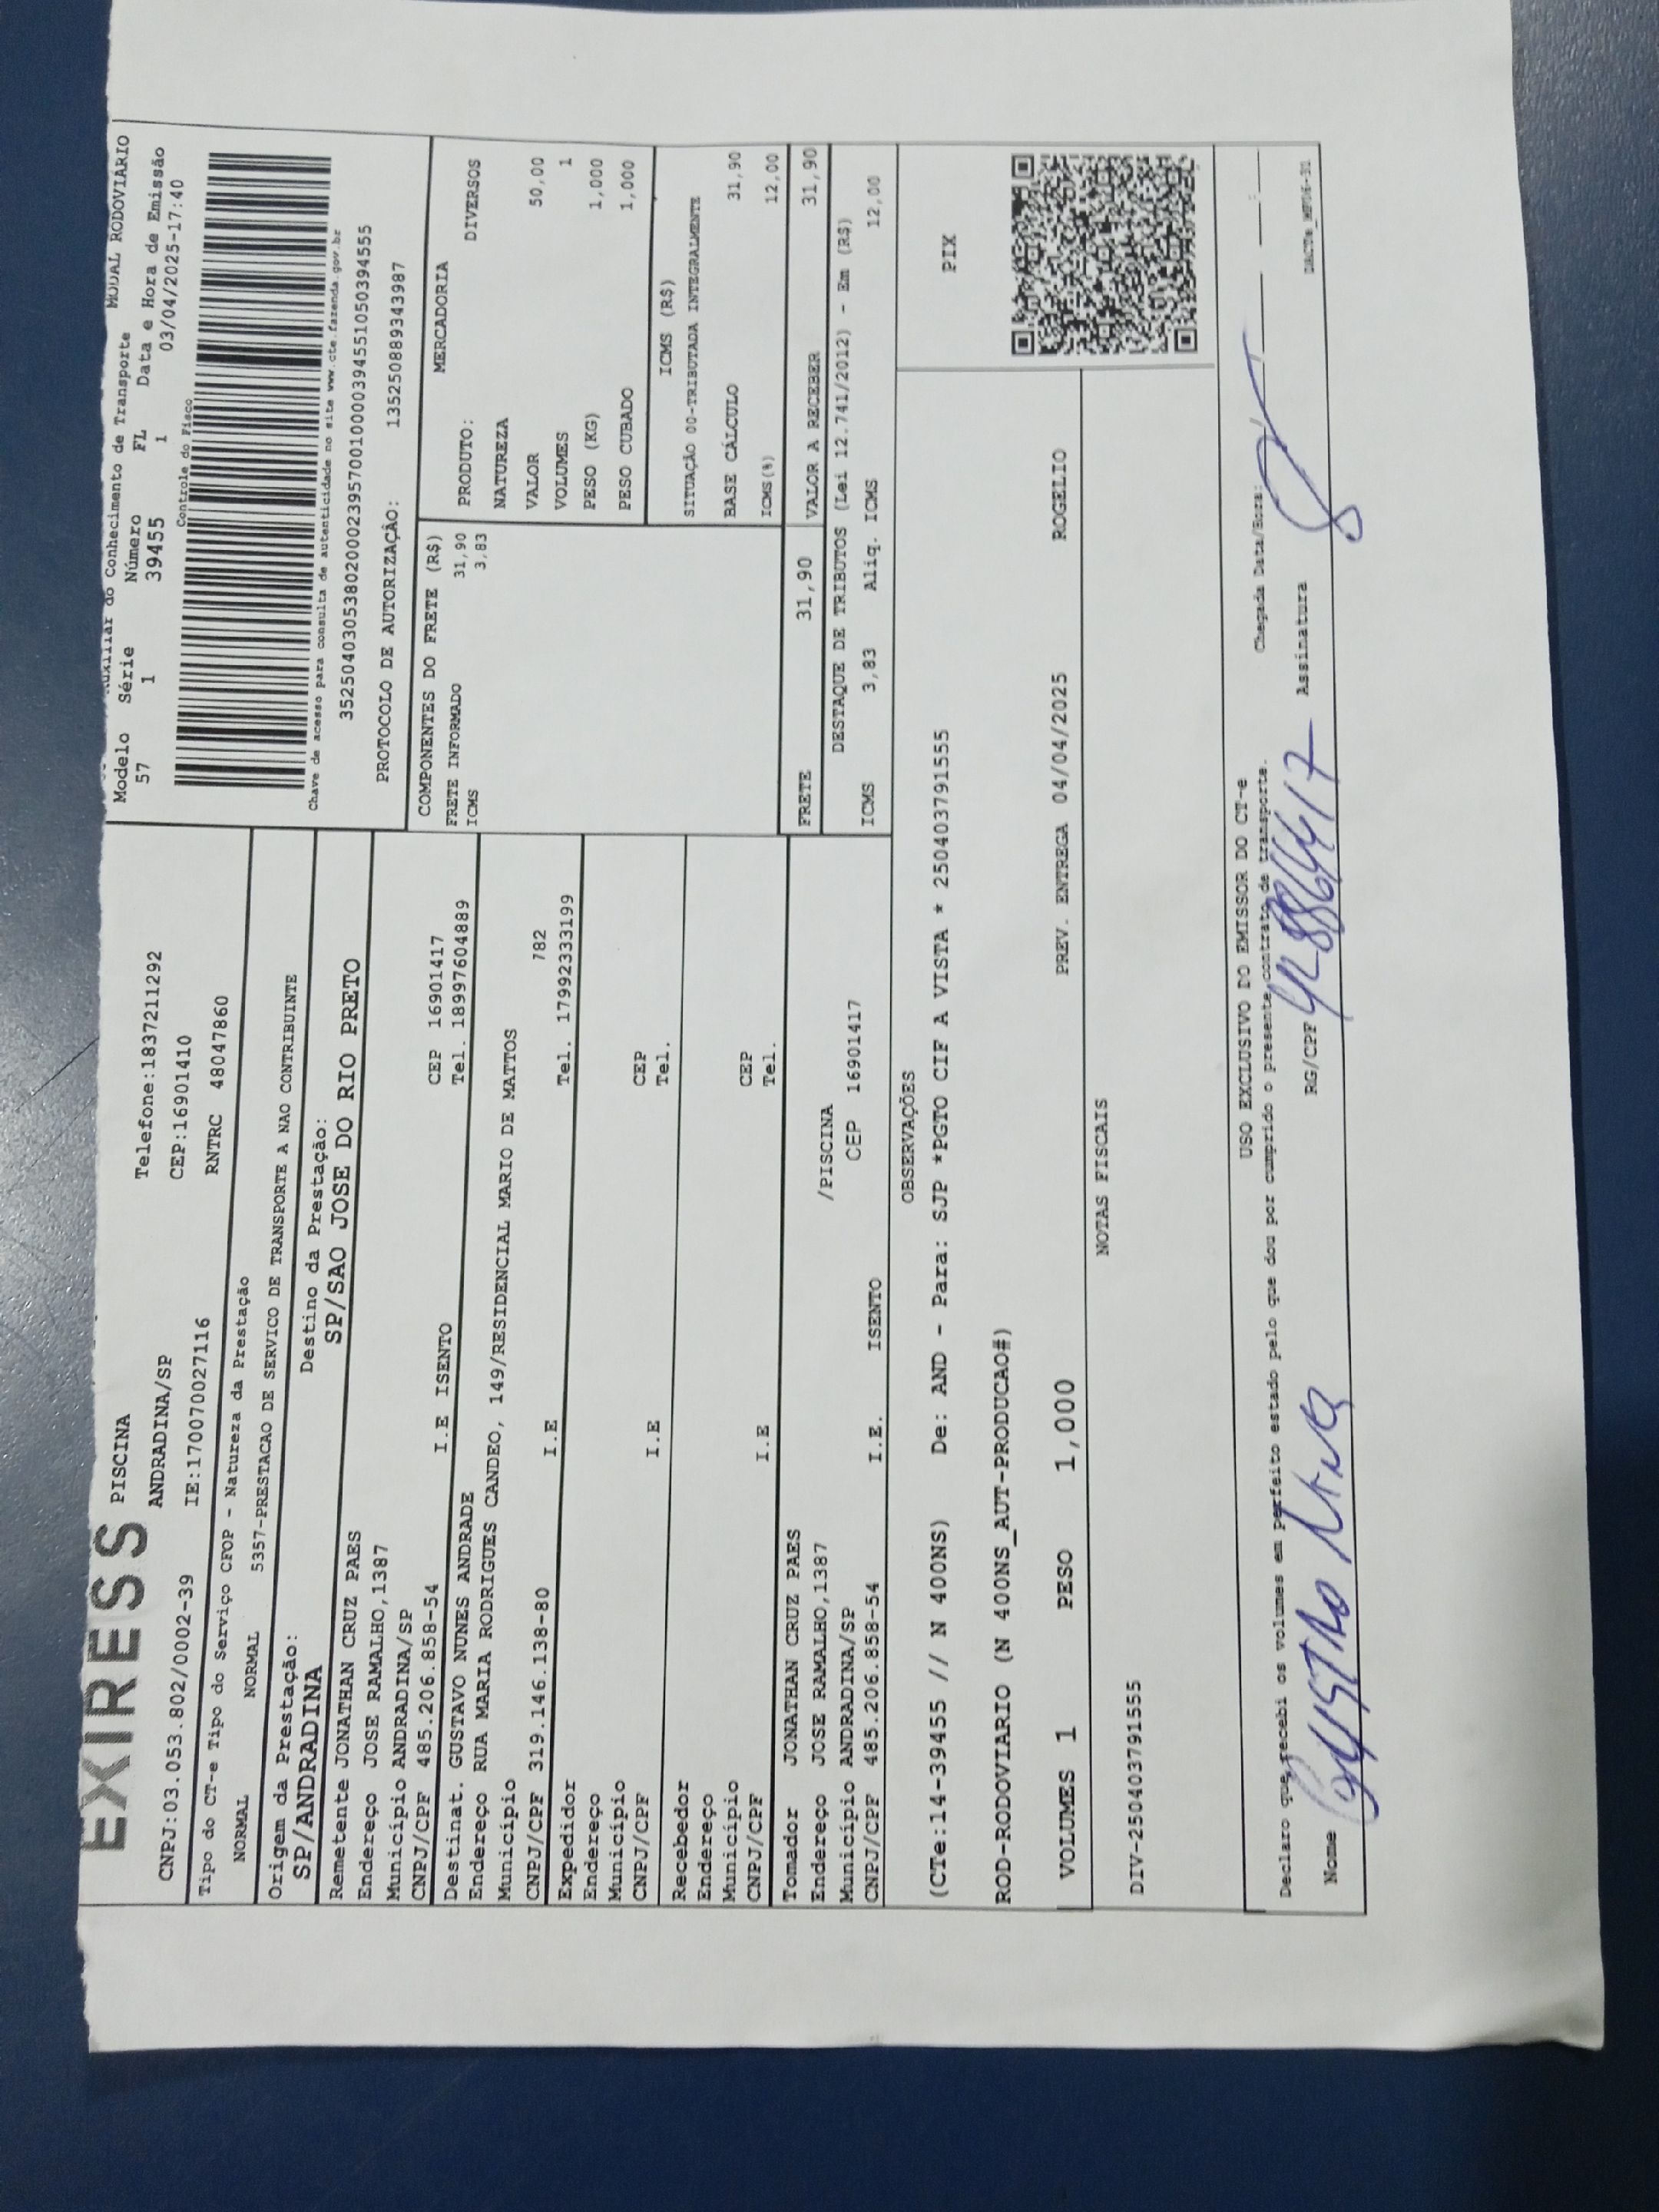 EXPRESS PISCINA
Telefone:1837211292
ANDRADINA/SP
CEP:16901410
CNPJ:03.053.802/0002-39 IE:170070027116 RNTRC 48047860
Tipo do CT-e Tipo do Serviço CFOP - Natureza da Prestação
NORMAL NORMAL 5357-PRESTACAO DE SERVICO DE TRANSPORTE A NAO CONTRIBUINTE
Origem da Prestação: Destino da Prestação:
SP/ANDRADINA SP/SAO JOSE DO RIO PRETO
Auxiliar do Conhecimento de Transporte MODAL RODOVIÁRIO
Modelo Série Número FL Data e Hora de Emissão
57 1 39455 1 03/04/2025-17:40
Controle do Fisco
Chave de acesso para consulta de autenticidade no site www.cte.fazenda.gov.br
35250403053802000239570010000394551050394555
PROTOCOLO DE AUTORIZAÇÃO: 135250889343987
Remetente JONATHAN CRUZ PAES
Endereço JOSE RAMALHO,1387
Município ANDRADINA/SP CEP 16901417
CNPJ/CPF 485.206.858-54 I.E ISENTO Tel. 18997604889
Destinat. GUSTAVO NUNES ANDRADE
Endereço RUA MARIA RODRIGUES CANDEO, 149/RESIDENCIAL MARIO DE MATTOS
Município 782
CNPJ/CPF 319.146.138-80 I.E Tel. 17992333199
Expedidor
Endereço
Município CEP
CNPJ/CPF I.E Tel.
Recebedor
Endereço
Município CEP
CNPJ/CPF I.E Tel.
Tomador JONATHAN CRUZ PAES
Endereço JOSE RAMALHO,1387 /PISCINA
Município ANDRADINA/SP CEP 16901417
CNPJ/CPF 485.206.858-54 I.E. ISENTO
COMPONENTES DO FRETE (R$)
FRETE INFORMADO 31,90
ICMS 3,83
MERCADORIA
PRODUTO: DIVERSOS
NATUREZA
VALOR 50,00
VOLUMES 1
PESO (KG) 1,000
PESO CUBADO 1,000
ICMS (R$)
SITUAÇÃO 00-TRIBUTADA INTEGRALMENTE
BASE CÁLCULO 31,90
ICMS(%) 12,00
FRETE 31,90 VALOR A RECEBER 31,90
DESTAQUE DE TRIBUTOS (Lei 12.741/2012) - Em (R$)
ICMS 3,83 Aliq. ICMS 12,00
OBSERVAÇÕES
(CTe:14-39455 // N 400NS) De: AND - Para: SJP *PGTO CIF A VISTA * 250403791555
ROD-RODOVIARIO (N 400NS_AUT-PRODUCAO#)
PIX
VOLUMES 1 PESO 1,000 PREV. ENTREGA 04/04/2025 ROGELIO
NOTAS FISCAIS
DIV-250403791555
USO EXCLUSIVO DO EMISSOR DO CT-e
Declaro que recebi os volumes em perfeito estado pelo que dou por cumprido o presente contrato de transporte. Chegada Data/Hora:
Nome RG/CPF Assinatura